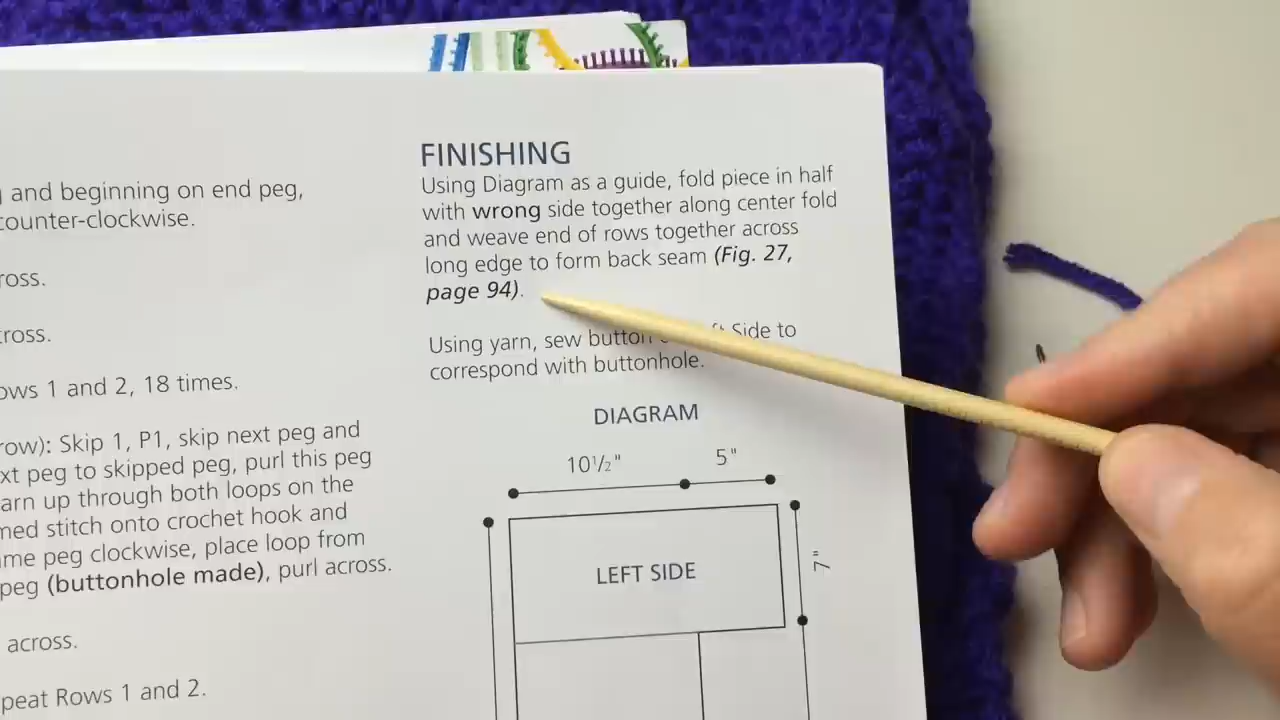 and beginning on end peg,
counter-clockwise.
ross.
cross.
ows 1 and 2, 18 times.
row): Skip 1, P1, skip next peg and
xt peg to skipped peg, purl this peg
arn up through both loops on the
med stitch onto crochet hook and
ame peg clockwise, place loop from
peg (buttonhole made), purl across.
across.
peat Rows 1 and 2.
FINISHING
Using Diagram as a guide, fold piece in half
with wrong side together along center fold
and weave end of rows together across
long edge to form back seam (Fig. 27,
page 94).
Using yarn, sew button Side to
correspond with buttonhole.
DIAGRAM
10½" 5"
7"
LEFT SIDE